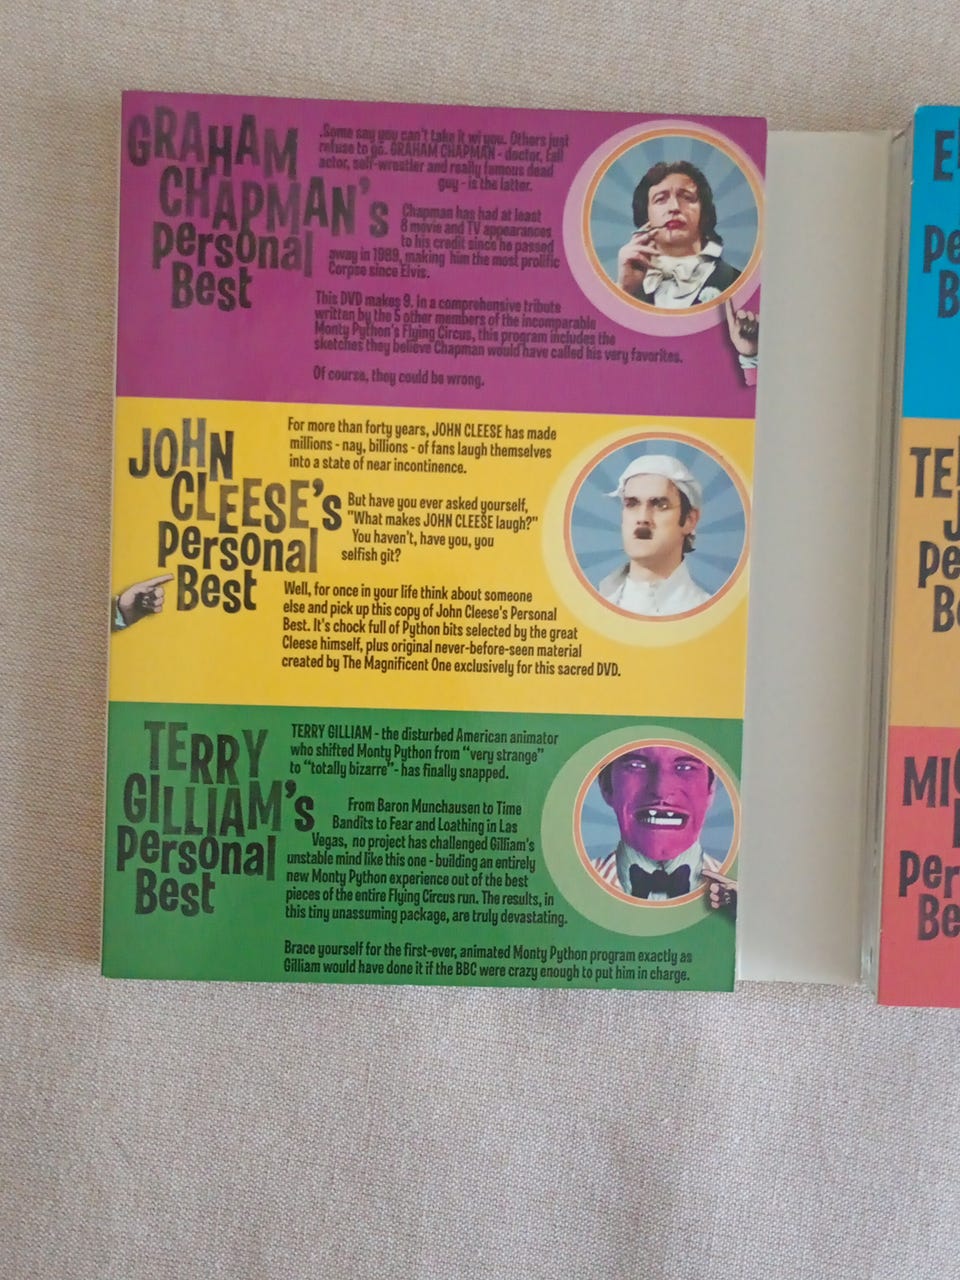 GRAHAM
CHAPMAN's
Personal
Best
.Some say you can't take it w/ you. Others just
refuse to go. GRAHAM CHAPMAN - doctor, tall
actor, self-wrestler and really famous dead
guy - is the latter.
Chapman has had at least
8 movie and TV appearances
to his credit since he passed
away in 1989, making him the most prolific
Corpse since Elvis.
This DVD makes 9. In a comprehensive tribute
written by the 5 other members of the incomparable
Monty Python's Flying Circus, this program includes the
sketches they believe Chapman would have called his very favorites.
Of course, they could be wrong.
JOHN
CLEESE's
Personal
Best
For more than forty years, JOHN CLEESE has made
millions - nay, billions - of fans laugh themselves
into a state of near incontinence.
But have you ever asked yourself,
"What makes JOHN CLEESE laugh?"
You haven't, have you, you
selfish git?
Well, for once in your life think about someone
else and pick up this copy of John Cleese's Personal
Best. It's chock full of Python bits selected by the great
Cleese himself, plus original never-before-seen material
created by The Magnificent One exclusively for this sacred DVD.
TERRY
GILLIAM's
Personal
Best
TERRY GILLIAM - the disturbed American animator
who shifted Monty Python from "very strange"
to "totally bizarre" - has finally snapped.
From Baron Munchausen to Time
Bandits to Fear and Loathing in Las
Vegas, no project has challenged Gilliam's
unstable mind like this one - building an entirely
new Monty Python experience out of the best
pieces of the entire Flying Circus run. The results, in
this tiny unassuming package, are truly devastating.
Brace yourself for the first-ever, animated Monty Python program exactly as
Gilliam would have done it if the BBC were crazy enough to put him in charge.